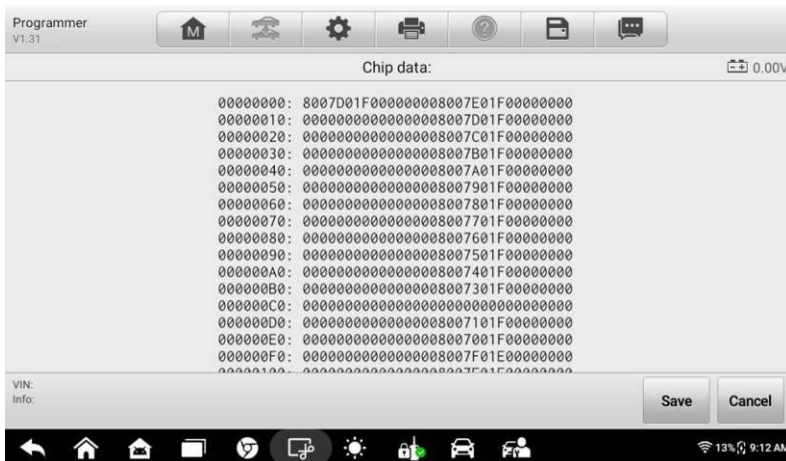 Programmer
V1.31
M
Chip data:
0.00V
00000000: 8007D01F000000008007E01F00000000
00000010: 00000000000000008007D01F00000000
00000020: 00000000000000008007C01F00000000
00000030: 00000000000000008007B01F00000000
00000040: 00000000000000008007A01F00000000
00000050: 00000000000000008007901F00000000
00000060: 00000000000000008007801F00000000
00000070: 00000000000000008007701F00000000
00000080: 00000000000000008007601F00000000
00000090: 00000000000000008007501F00000000
000000A0: 00000000000000008007401F00000000
000000B0: 00000000000000008007301F00000000
000000C0: 00000000000000000000000000000000
000000D0: 00000000000000008007101F00000000
000000E0: 00000000000000008007001F00000000
000000F0: 00000000000000008007F01E00000000
VIN:
Info:
Save
Cancel
13%
9:12 AM